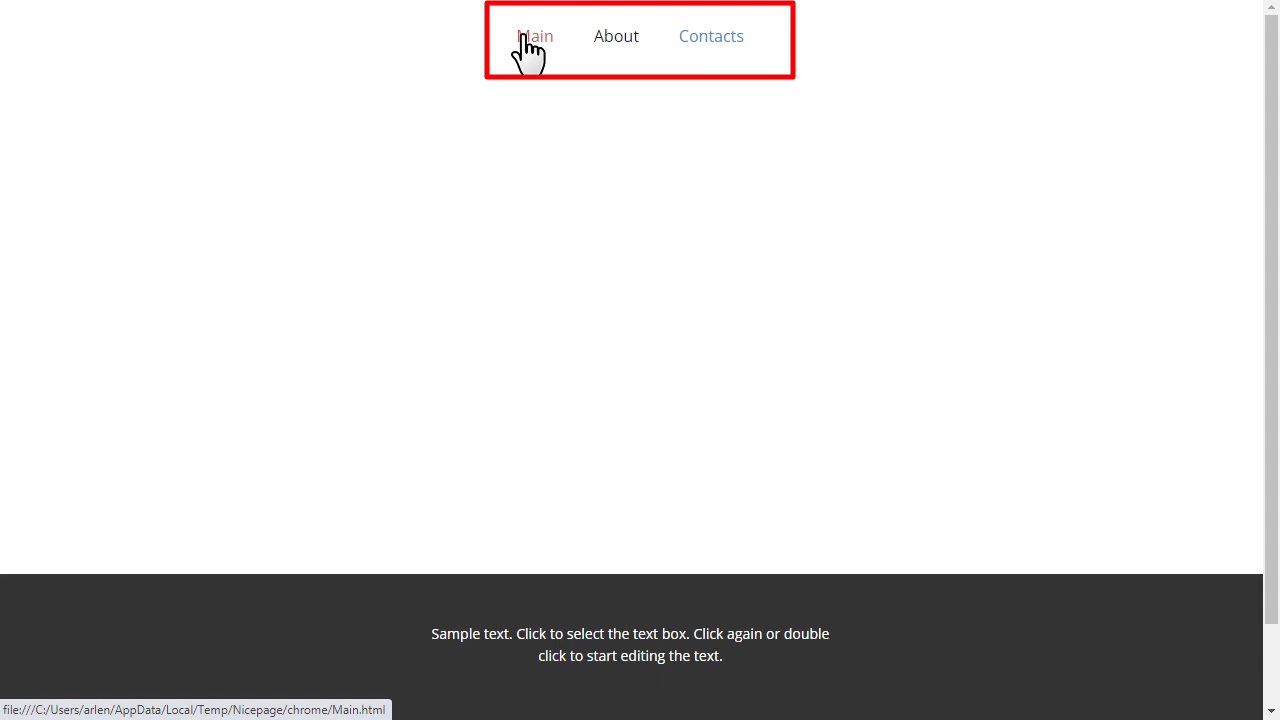 Main About Contacts
Sample text. Click to select the text box. Click again or double
click to start editing the text.
file:///C:/Users/arlen/AppData/Local/Temp/Nicepage/chrome/Main.html